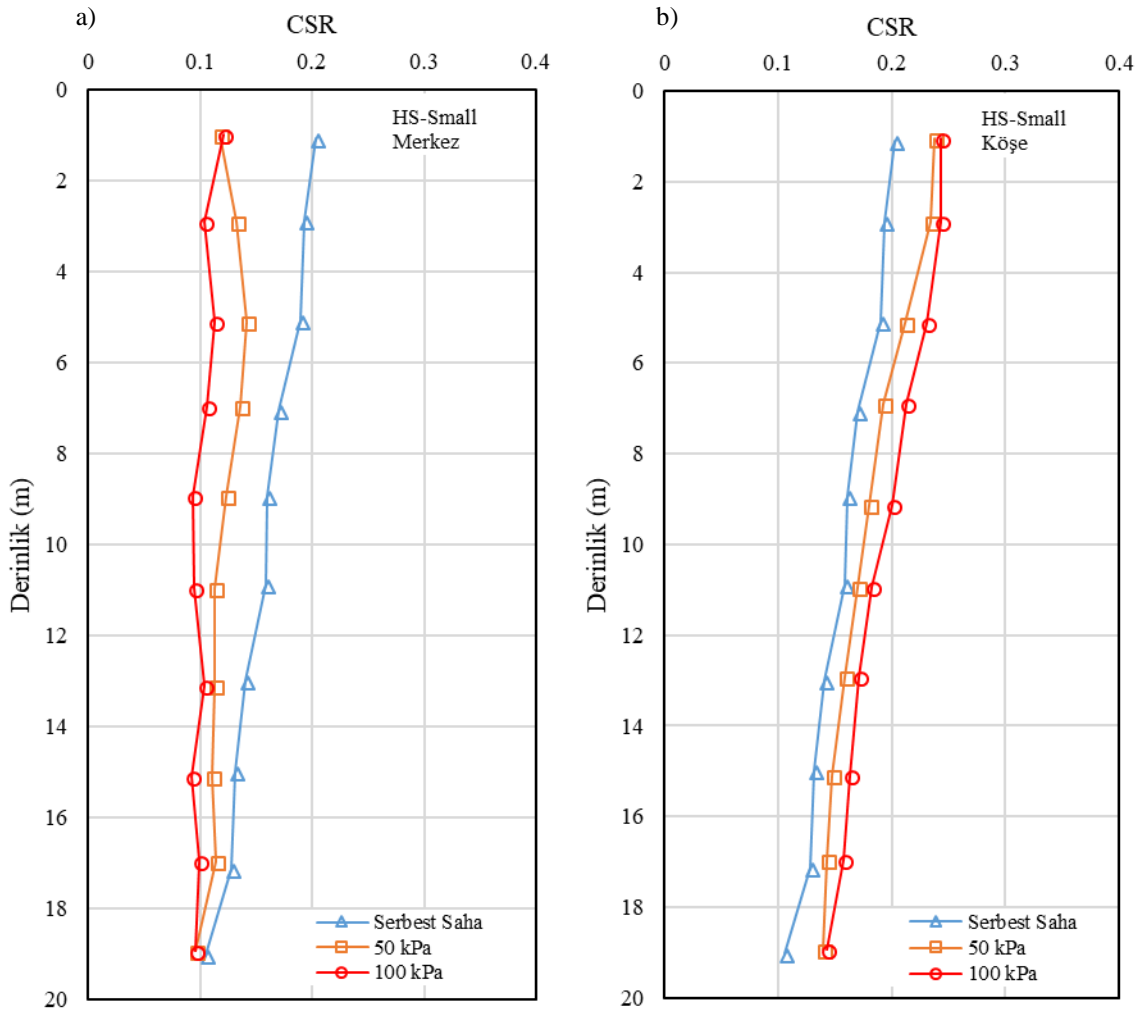 a)
CSR
0 0.1 0.2 0.3 0.4
0
2
4
6
8
10
12
14
16
18
20
Derinlik (m)
HS-Small
Merkez
Serbest Saha
50 kPa
100 kPa
b)
CSR
0 0.1 0.2 0.3 0.4
0
2
4
6
8
10
12
14
16
18
20
Derinlik (m)
HS-Small
Köşe
Serbest Saha
50 kPa
100 kPa